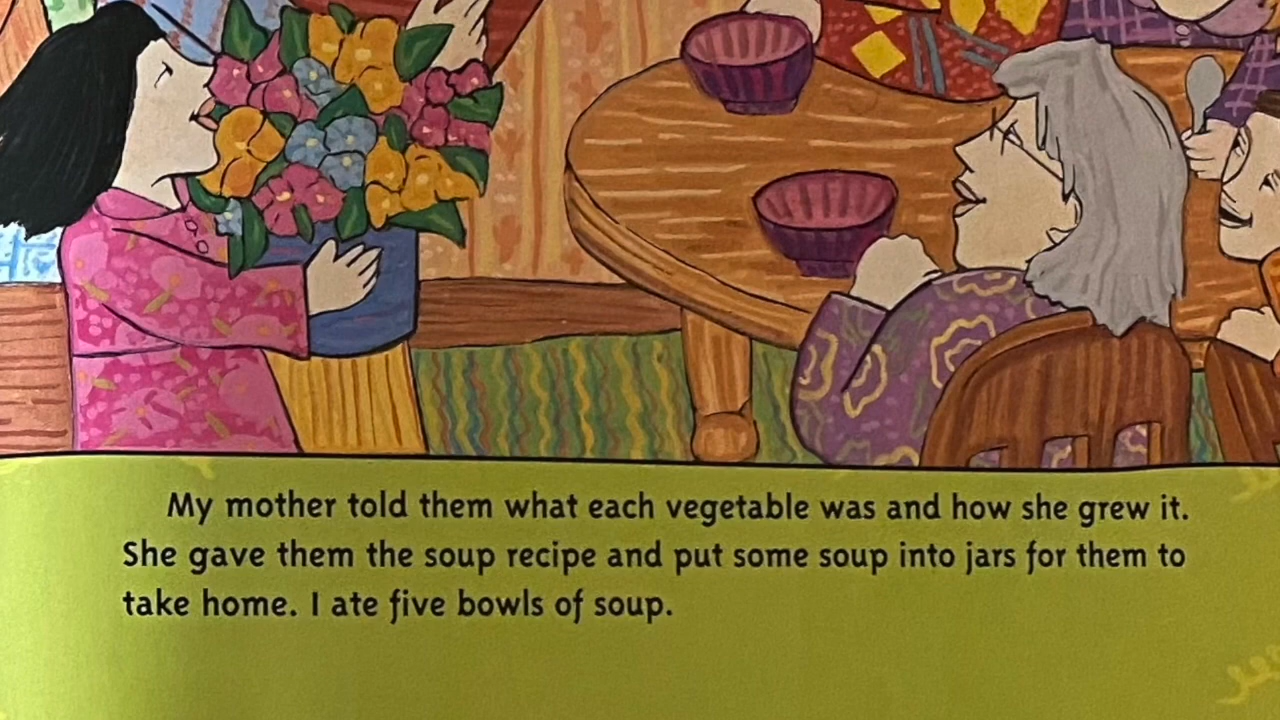 My mother told them what each vegetable was and how she grew it.
She gave them the soup recipe and put some soup into jars for them to
take home. I ate five bowls of soup.